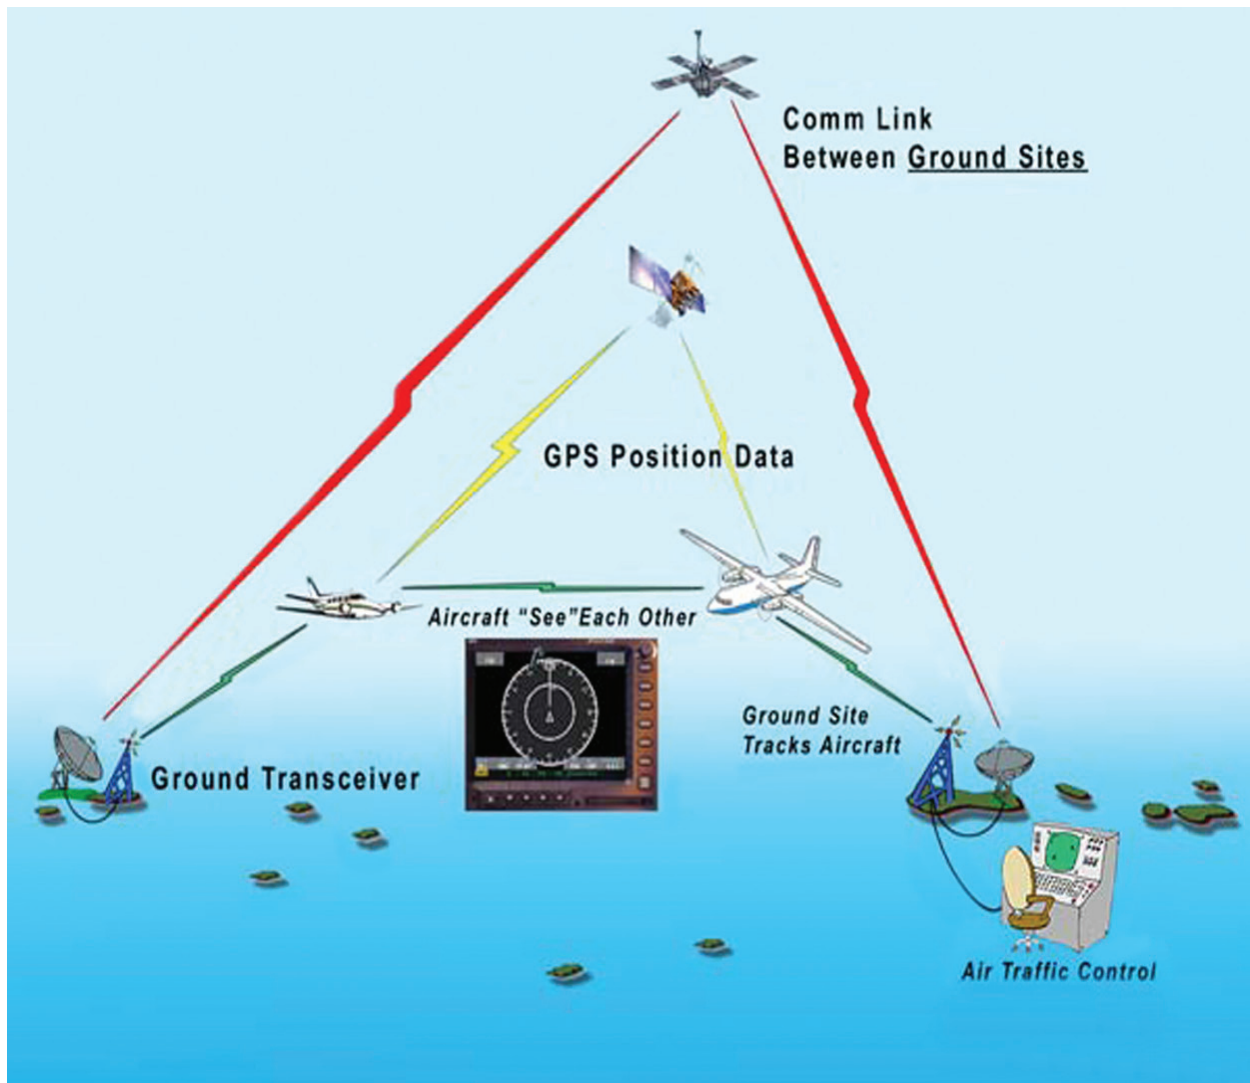 Comm Link
Between Ground Sites
GPS Position Data
Aircraft "See"Each Other
Ground Site
Tracks Aircraft
Ground Transceiver
Air Traffic Control